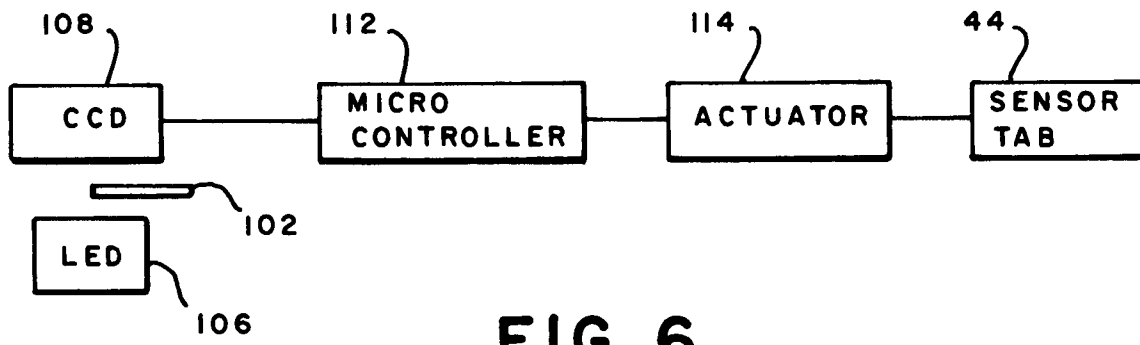 108
112
114
44
CCD
MICRO
CONTROLLER
ACTUATOR
SENSOR
TAB
102
LED
106
FIG. 6